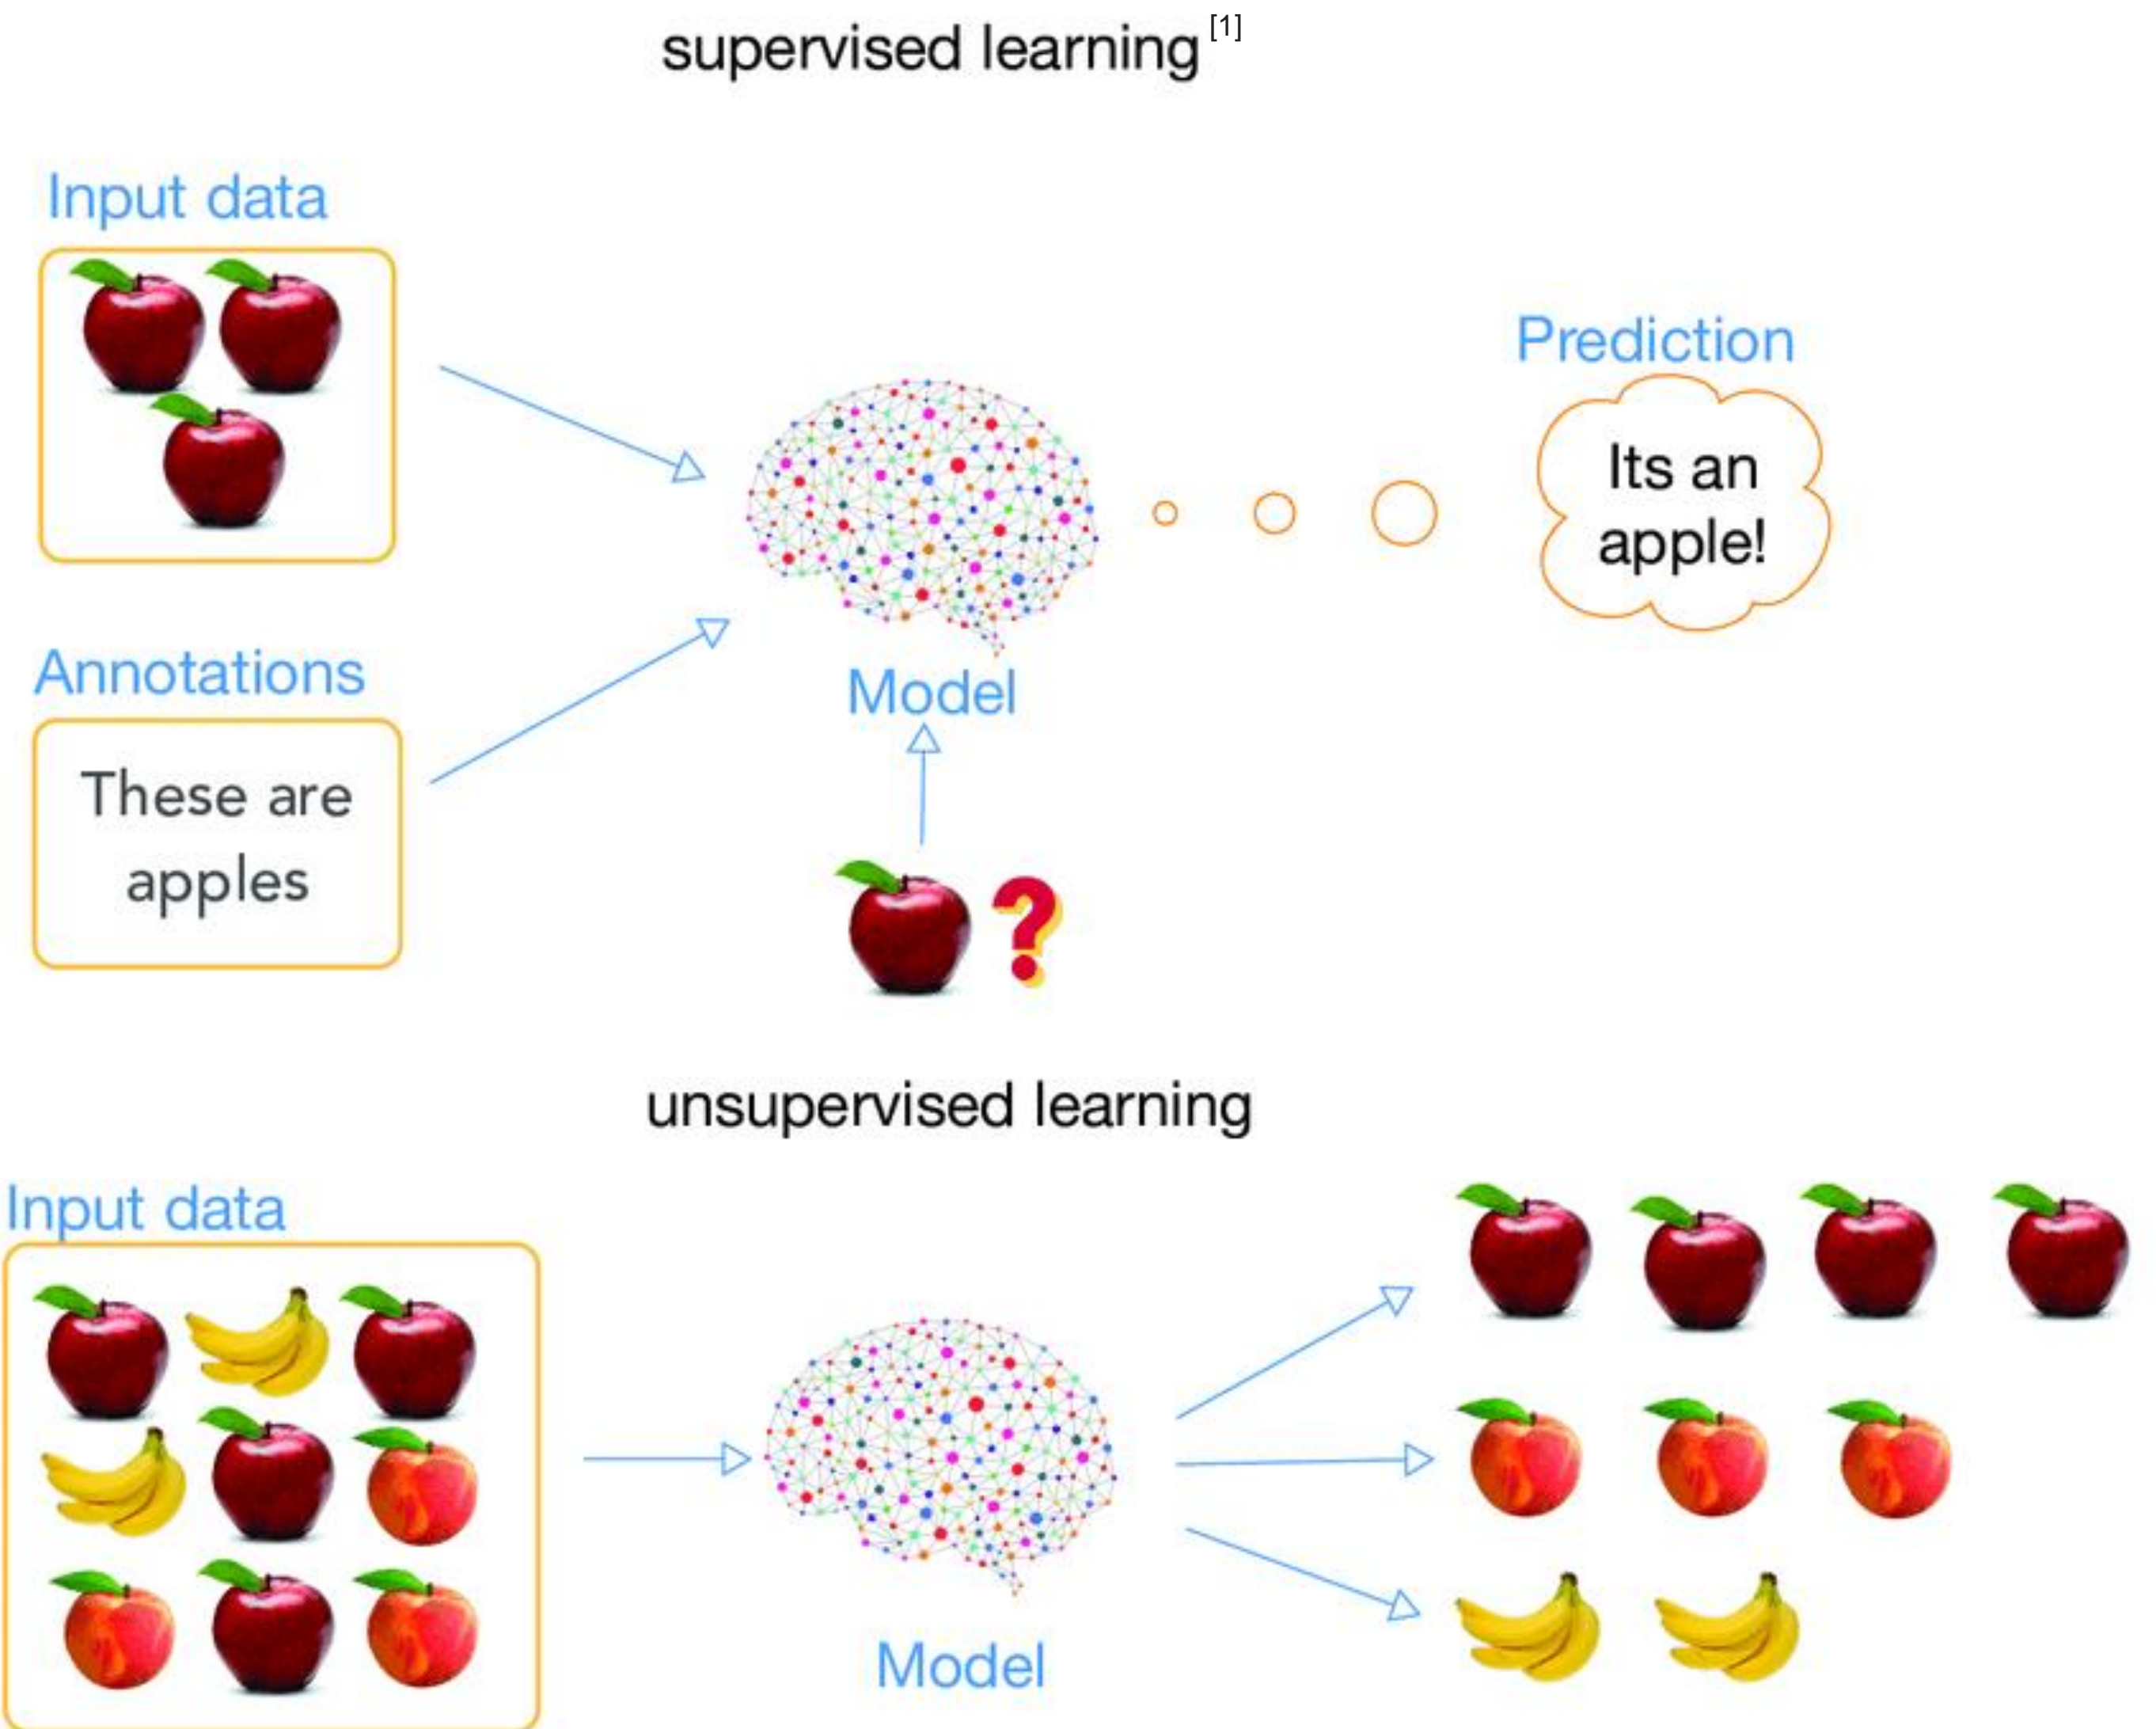 supervised learning [1]
Input data
Prediction
Its an
apple!
Annotations
These are
apples
Model
?
unsupervised learning
Input data
Model